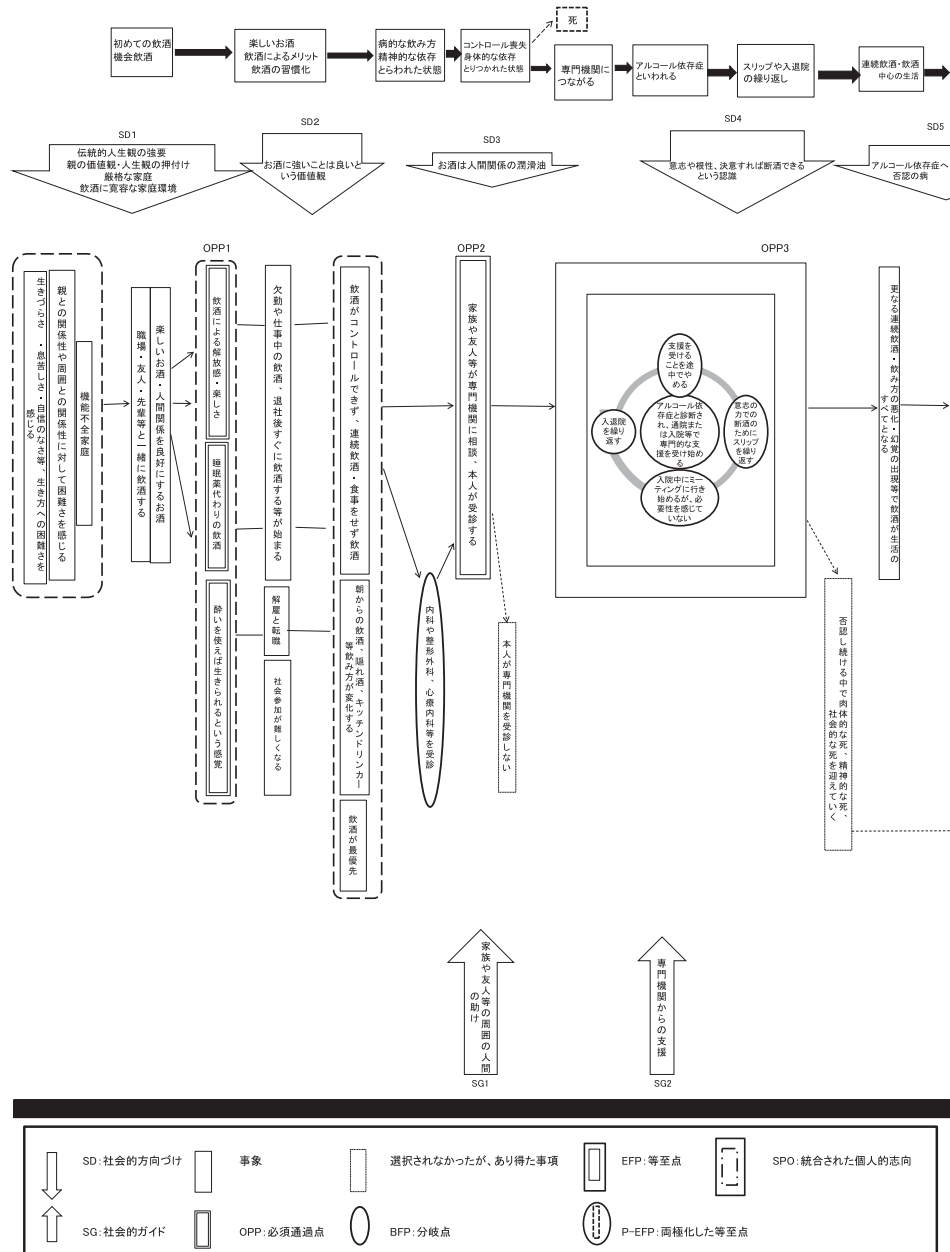 初めての飲酒
機会飲酒
楽しいお酒
飲酒によるメリット
飲酒の習慣化
病的な飲み方
精神的な依存
とらわれた状態
コントロール喪失
身体的な依存
とりつかれた状態
死
専門機関に
つながる
アルコール依存症
といわれる
スリップや入退院
の繰り返し
連続飲酒・飲酒
中心の生活
SD1
伝統的人生観の強要
親の価値観・人生観の押付け
厳格な家庭
飲酒に寛容な家庭環境
SD2
お酒に強いことは良いと
いう価値観
SD3
お酒は人間関係の潤滑油
SD4
意志や根性、決意すれば断酒できる
という認識
SD5
アルコール依存症へ
否認の病
生きづらさ・息苦しさ・自信のなさ等、生き方への困難さを
感じる
親との関係性や周囲との関係性に対して困難さを感じる
機能不全家庭
職場・友人・先輩等と一緒に飲酒する
楽しいお酒・人間関係を良好にするお酒
OPP1
飲酒による解放感・楽しさ
睡眠薬代わりの飲酒
酔いを使えば生きられるという感覚
欠勤や仕事中の飲酒、退社後すぐに飲酒する等が始まる
解雇と転職
社会参加が難しくなる
飲酒がコントロールできず、連続飲酒・食事をせず飲酒
朝からの飲酒、隠れ酒、キッチンドリンカー
等飲み方が変化する
飲酒が最優先
内科や整形外科、心療内科等を受診
OPP2
家族や友人等が専門機関に相談、本人が受診する
本人が専門機関を受診しない
OPP3
支援を
受ける
ことを途
中でや
める
入退院
を繰り
返す
アルコール依
存症と診断さ
れ、通院また
は入院等で
専門的な支
援を受け始め
る
意志の
力での
断酒の
ために
スリップ
を繰り
返す
入院中にミー
ティングに行き
始めるが、必
要性を感じて
いない
更なる連続飲酒・飲み方の悪化・幻覚の出現等で飲酒が生活の
すべてとなる
否認し続ける中で肉体的な死、精神的な死、
社会的な死を迎えていく
家族や友人等の周囲の人間
の助け
SG1
専門機関からの支援
SG2
SD:社会的方向づけ
事象
選択されなかったが、あり得た事項
EFP:等至点
SPO:統合された個人的志向
SG:社会的ガイド
OPP:必須通過点
BFP:分岐点
P-EFP:両極化した等至点